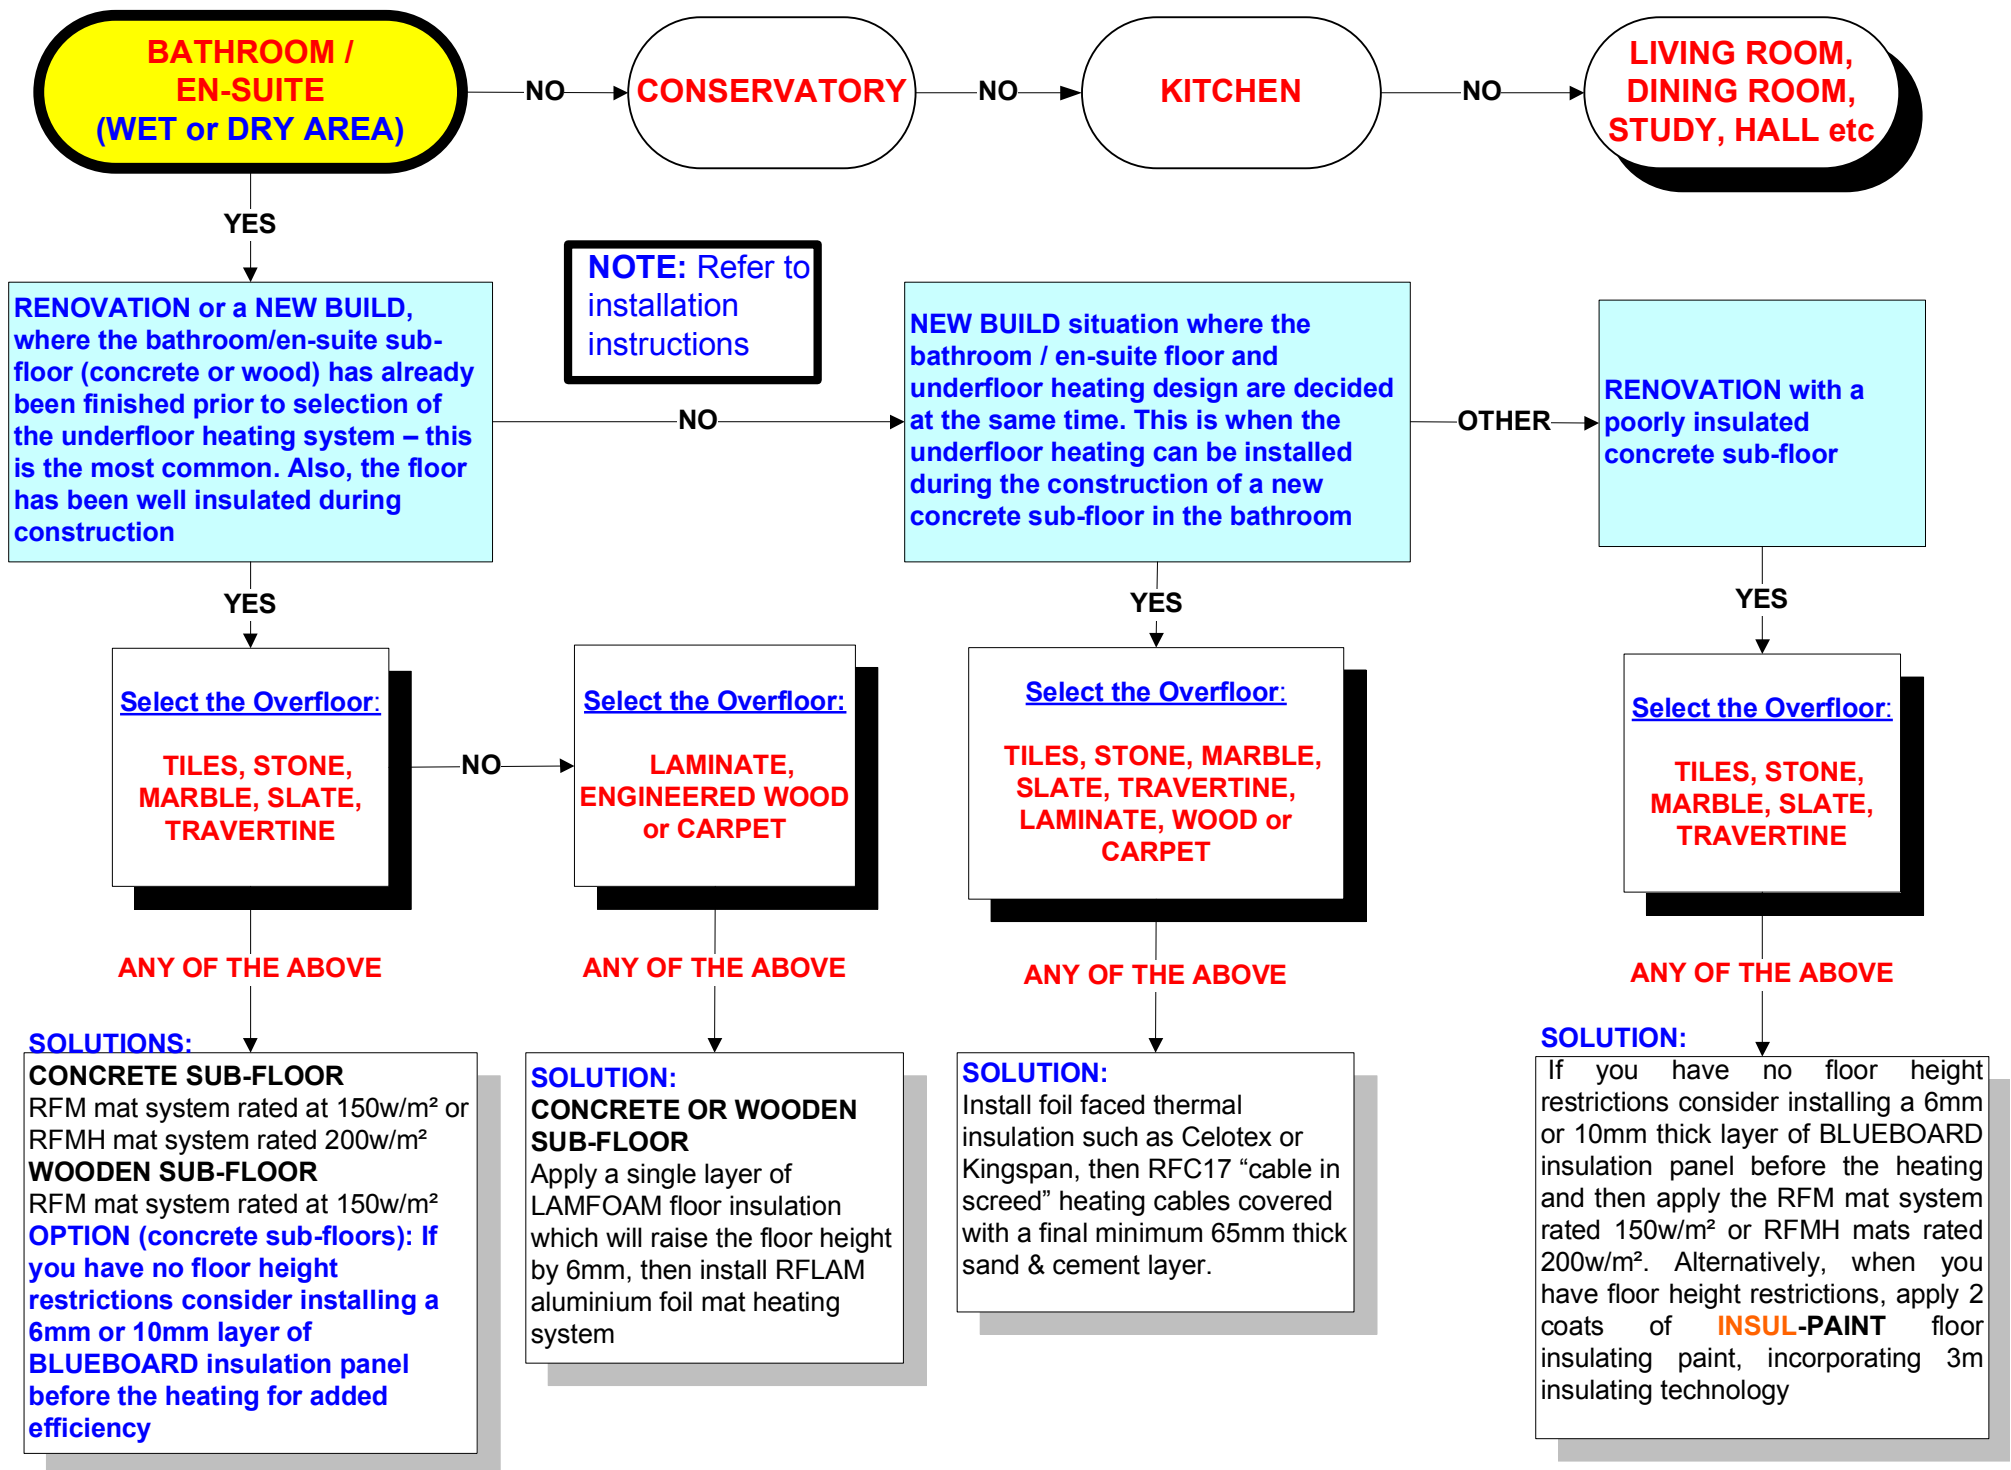 BATHROOM /
EN-SUITE
(WET or DRY AREA)
NO
CONSERVATORY
NO
KITCHEN
NO
LIVING ROOM,
DINING ROOM,
STUDY, HALL etc
YES
NOTE: Refer to
installation
instructions
RENOVATION or a NEW BUILD,
where the bathroom/en-suite sub-
floor (concrete or wood) has already
been finished prior to selection of
the underfloor heating system – this
is the most common. Also, the floor
has been well insulated during
construction
NO
NEW BUILD situation where the
bathroom / en-suite floor and
underfloor heating design are decided
at the same time. This is when the
underfloor heating can be installed
during the construction of a new
concrete sub-floor in the bathroom
OTHER
RENOVATION with a
poorly insulated
concrete sub-floor
YES
YES
YES
Select the Overfloor:
TILES, STONE,
MARBLE, SLATE,
TRAVERTINE
NO
Select the Overfloor:
LAMINATE,
ENGINEERED WOOD
or CARPET
Select the Overfloor:
TILES, STONE, MARBLE,
SLATE, TRAVERTINE,
LAMINATE, WOOD or
CARPET
Select the Overfloor:
TILES, STONE,
MARBLE, SLATE,
TRAVERTINE
ANY OF THE ABOVE
ANY OF THE ABOVE
ANY OF THE ABOVE
ANY OF THE ABOVE
SOLUTIONS:
CONCRETE SUB-FLOOR
RFM mat system rated at 150w/m² or
RFMH mat system rated 200w/m²
WOODEN SUB-FLOOR
RFM mat system rated at 150w/m²
OPTION (concrete sub-floors): If
you have no floor height
restrictions consider installing a
6mm or 10mm layer of
BLUEBOARD insulation panel
before the heating for added
efficiency
SOLUTION:
CONCRETE OR WOODEN
SUB-FLOOR
Apply a single layer of
LAMFOAM floor insulation
which will raise the floor height
by 6mm, then install RFLAM
aluminium foil mat heating
system
SOLUTION:
Install foil faced thermal
insulation such as Celotex or
Kingspan, then RFC17 “cable in
screed” heating cables covered
with a final minimum 65mm thick
sand & cement layer.
SOLUTION:
If you have no floor height
restrictions consider installing a 6mm
or 10mm thick layer of BLUEBOARD
insulation panel before the heating
and then apply the RFM mat system
rated 150w/m² or RFMH mats rated
200w/m². Alternatively, when you
have floor height restrictions, apply 2
coats of INSUL-PAINT floor
insulating paint, incorporating 3m
insulating technology